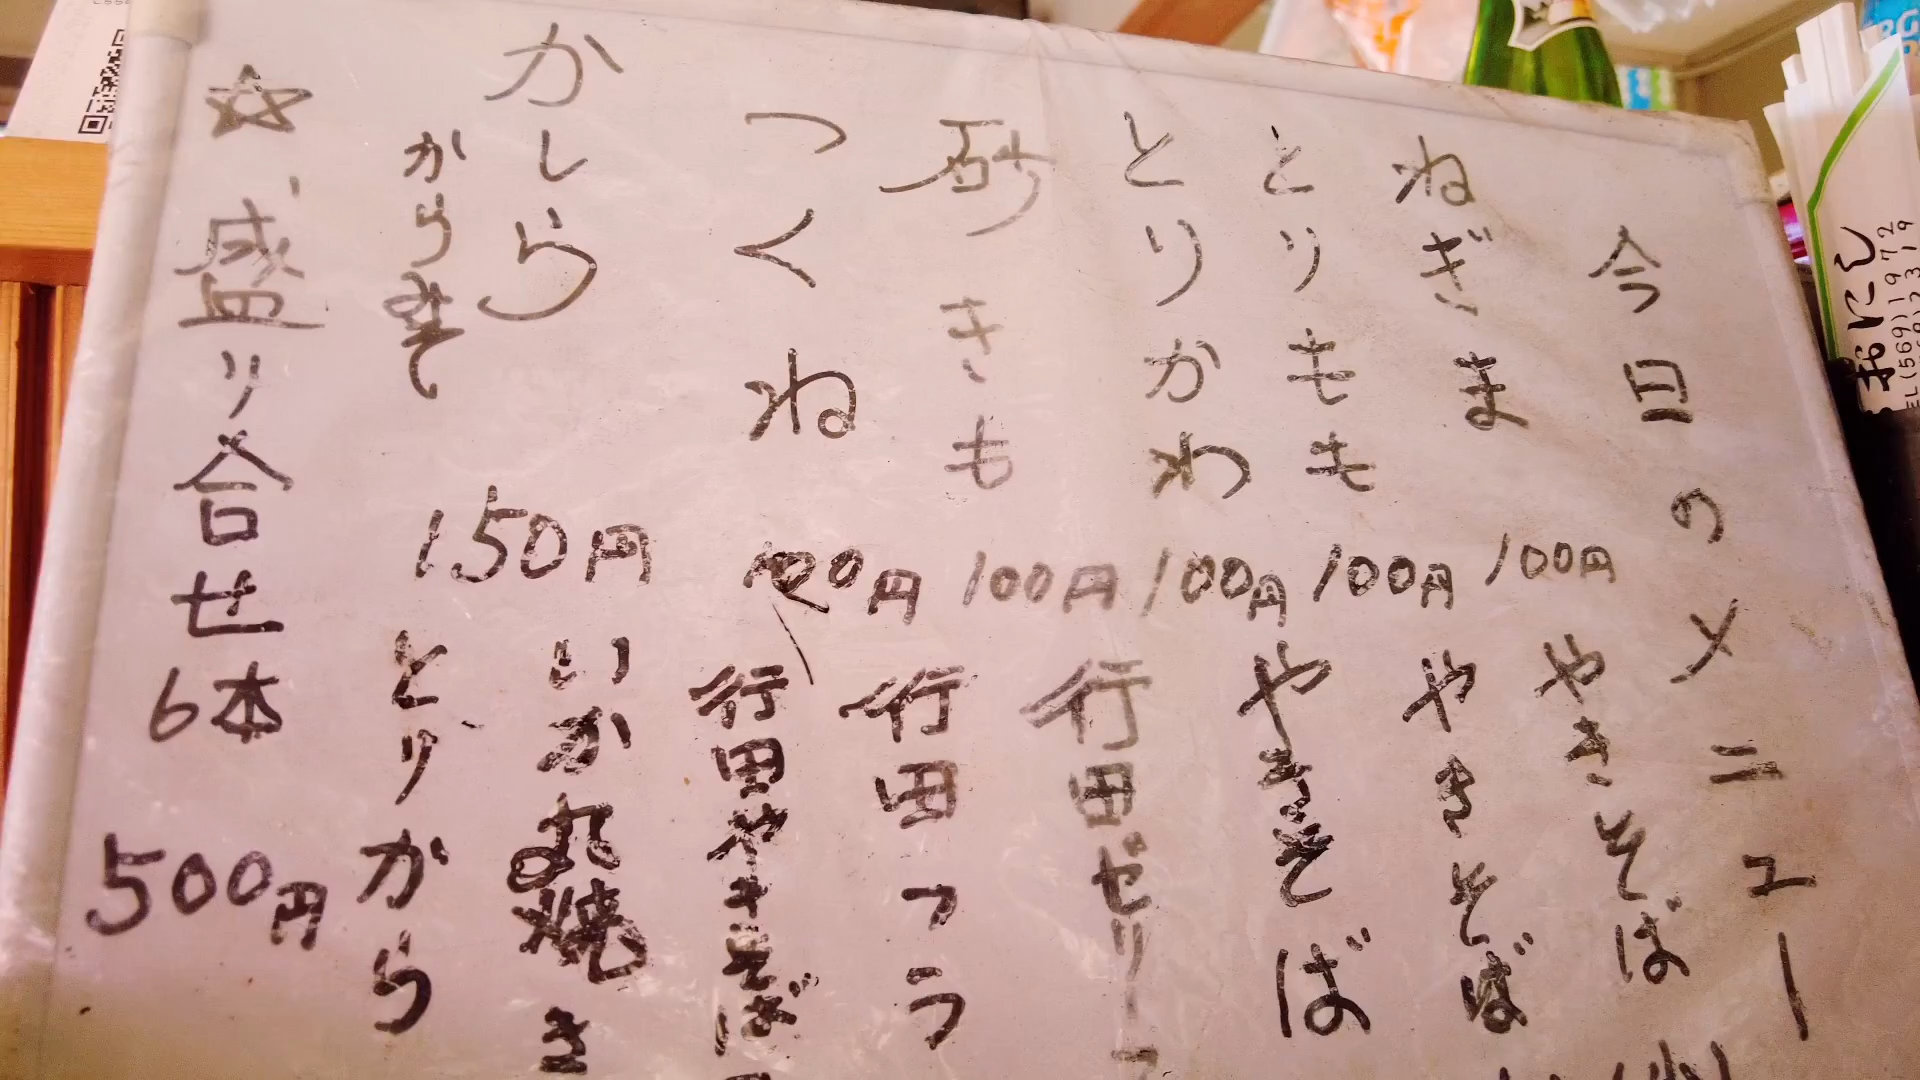 今日のメニュー
ねぎま 100円
とりもも 100円
とりかわ 100円
砂きも 100円
つくね 100円
かしら 150円
からみそ
☆盛り合せ6本 500円
やきそば
やきそば
やきそば
行田ゼリーフ
行田フラ
行田やきそば
いか丸焼き
とりから
おにし